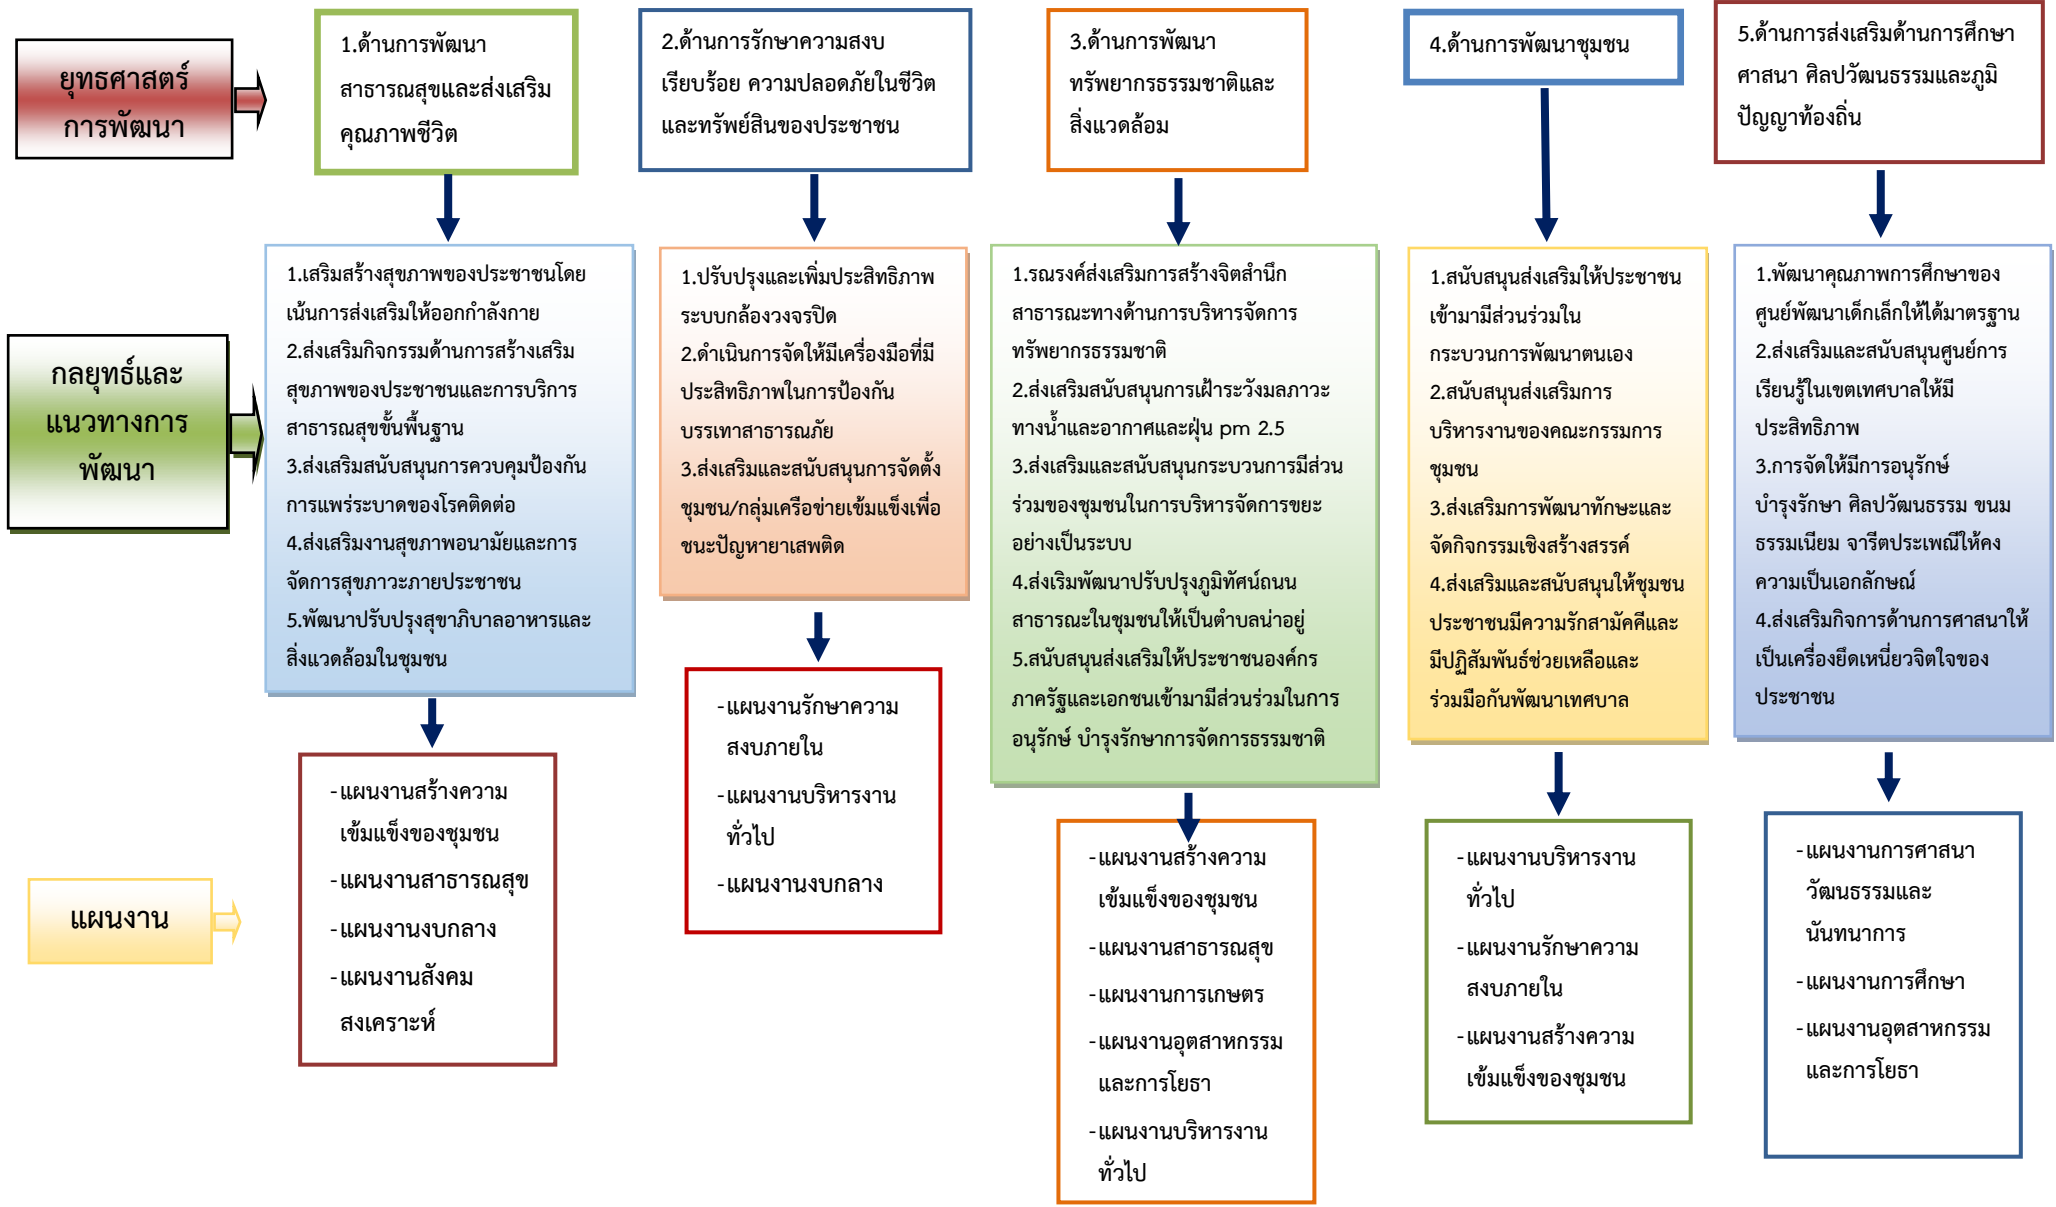 ยุทธศาสตร์
การพัฒนา
1.ด้านการพัฒนา
สาธารณสุขและส่งเสริม
คุณภาพชีวิต
2.ด้านการรักษาความสงบ
เรียบร้อย ความปลอดภัยในชีวิต
และทรัพย์สินของประชาชน
3.ด้านการพัฒนา
ทรัพยากรธรรมชาติและ
สิ่งแวดล้อม
4.ด้านการพัฒนาชุมชน
5.ด้านการส่งเสริมด้านการศึกษา
ศาสนา ศิลปวัฒนธรรมและภูมิ
ปัญญาท้องถิ่น
กลยุทธ์และ
แนวทางการ
พัฒนา
1.เสริมสร้างสุขภาพของประชาชนโดย
เน้นการส่งเสริมให้ออกกำลังกาย
2.ส่งเสริมกิจกรรมด้านการสร้างเสริม
สุขภาพของประชาชนและการบริการ
สาธารณสุขขั้นพื้นฐาน
3.ส่งเสริมสนับสนุนการควบคุมป้องกัน
การแพร่ระบาดของโรคติดต่อ
4.ส่งเสริมงานสุขภาพอนามัยและการ
จัดการสุขภาวะภายประชาชน
5.พัฒนาปรับปรุงสุขาภิบาลอาหารและ
สิ่งแวดล้อมในชุมชน
1.ปรับปรุงและเพิ่มประสิทธิภาพ
ระบบกล้องวงจรปิด
2.ดำเนินการจัดให้มีเครื่องมือที่มี
ประสิทธิภาพในการป้องกัน
บรรเทาสาธารณภัย
3.ส่งเสริมและสนับสนุนการจัดตั้ง
ชุมชน/กลุ่มเครือข่ายเข้มแข็งเพื่อ
ชนะปัญหายาเสพติด
1.รณรงค์ส่งเสริมการสร้างจิตสำนึก
สาธารณะทางด้านการบริหารจัดการ
ทรัพยากรธรรมชาติ
2.ส่งเสริมสนับสนุนการเฝ้าระวังมลภาวะ
ทางน้ำและอากาศและฝุ่น pm 2.5
3.ส่งเสริมและสนับสนุนกระบวนการมีส่วน
ร่วมของชุมชนในการบริหารจัดการขยะ
อย่างเป็นระบบ
4.ส่งเริมพัฒนาปรับปรุงภูมิทัศน์ถนน
สาธารณะในชุมชนให้เป็นตำบลน่าอยู่
5.สนับสนุนส่งเสริมให้ประชาชนองค์กร
ภาครัฐและเอกชนเข้ามามีส่วนร่วมในการ
อนุรักษ์ บำรุงรักษาการจัดการธรรมชาติ
1.สนับสนุนส่งเสริมให้ประชาชน
เข้ามามีส่วนร่วมใน
กระบวนการพัฒนาตนเอง
2.สนับสนุนส่งเสริมการ
บริหารงานของคณะกรรมการ
ชุมชน
3.ส่งเสริมการพัฒนาทักษะและ
จัดกิจกรรมเชิงสร้างสรรค์
4.ส่งเสริมและสนับสนุนให้ชุมชน
ประชาชนมีความรักสามัคคีและ
มีปฏิสัมพันธ์ช่วยเหลือและ
ร่วมมือกันพัฒนาเทศบาล
1.พัฒนาคุณภาพการศึกษาของ
ศูนย์พัฒนาเด็กเล็กให้ได้มาตรฐาน
2.ส่งเสริมและสนับสนุนศูนย์การ
เรียนรู้ในเขตเทศบาลให้มี
ประสิทธิภาพ
3.การจัดให้มีการอนุรักษ์
บำรุงรักษา ศิลปวัฒนธรรม ขนม
ธรรมเนียม จารีตประเพณีให้คง
ความเป็นเอกลักษณ์
4.ส่งเสริมกิจการด้านการศาสนาให้
เป็นเครื่องยึดเหนี่ยวจิตใจของ
ประชาชน
แผนงาน
-แผนงานสร้างความ
เข้มแข็งของชุมชน
-แผนงานสาธารณสุข
-แผนงานงบกลาง
-แผนงานสังคม
สงเคราะห์
-แผนงานรักษาความ
สงบภายใน
-แผนงานบริหารงาน
ทั่วไป
-แผนงานงบกลาง
-แผนงานสร้างความ
เข้มแข็งของชุมชน
-แผนงานสาธารณสุข
-แผนงานการเกษตร
-แผนงานอุตสาหกรรม
และการโยธา
-แผนงานบริหารงาน
ทั่วไป
-แผนงานบริหารงาน
ทั่วไป
-แผนงานรักษาความ
สงบภายใน
-แผนงานสร้างความ
เข้มแข็งของชุมชน
-แผนงานการศาสนา
วัฒนธรรมและ
นันทนาการ
-แผนงานการศึกษา
-แผนงานอุตสาหกรรม
และการโยธา